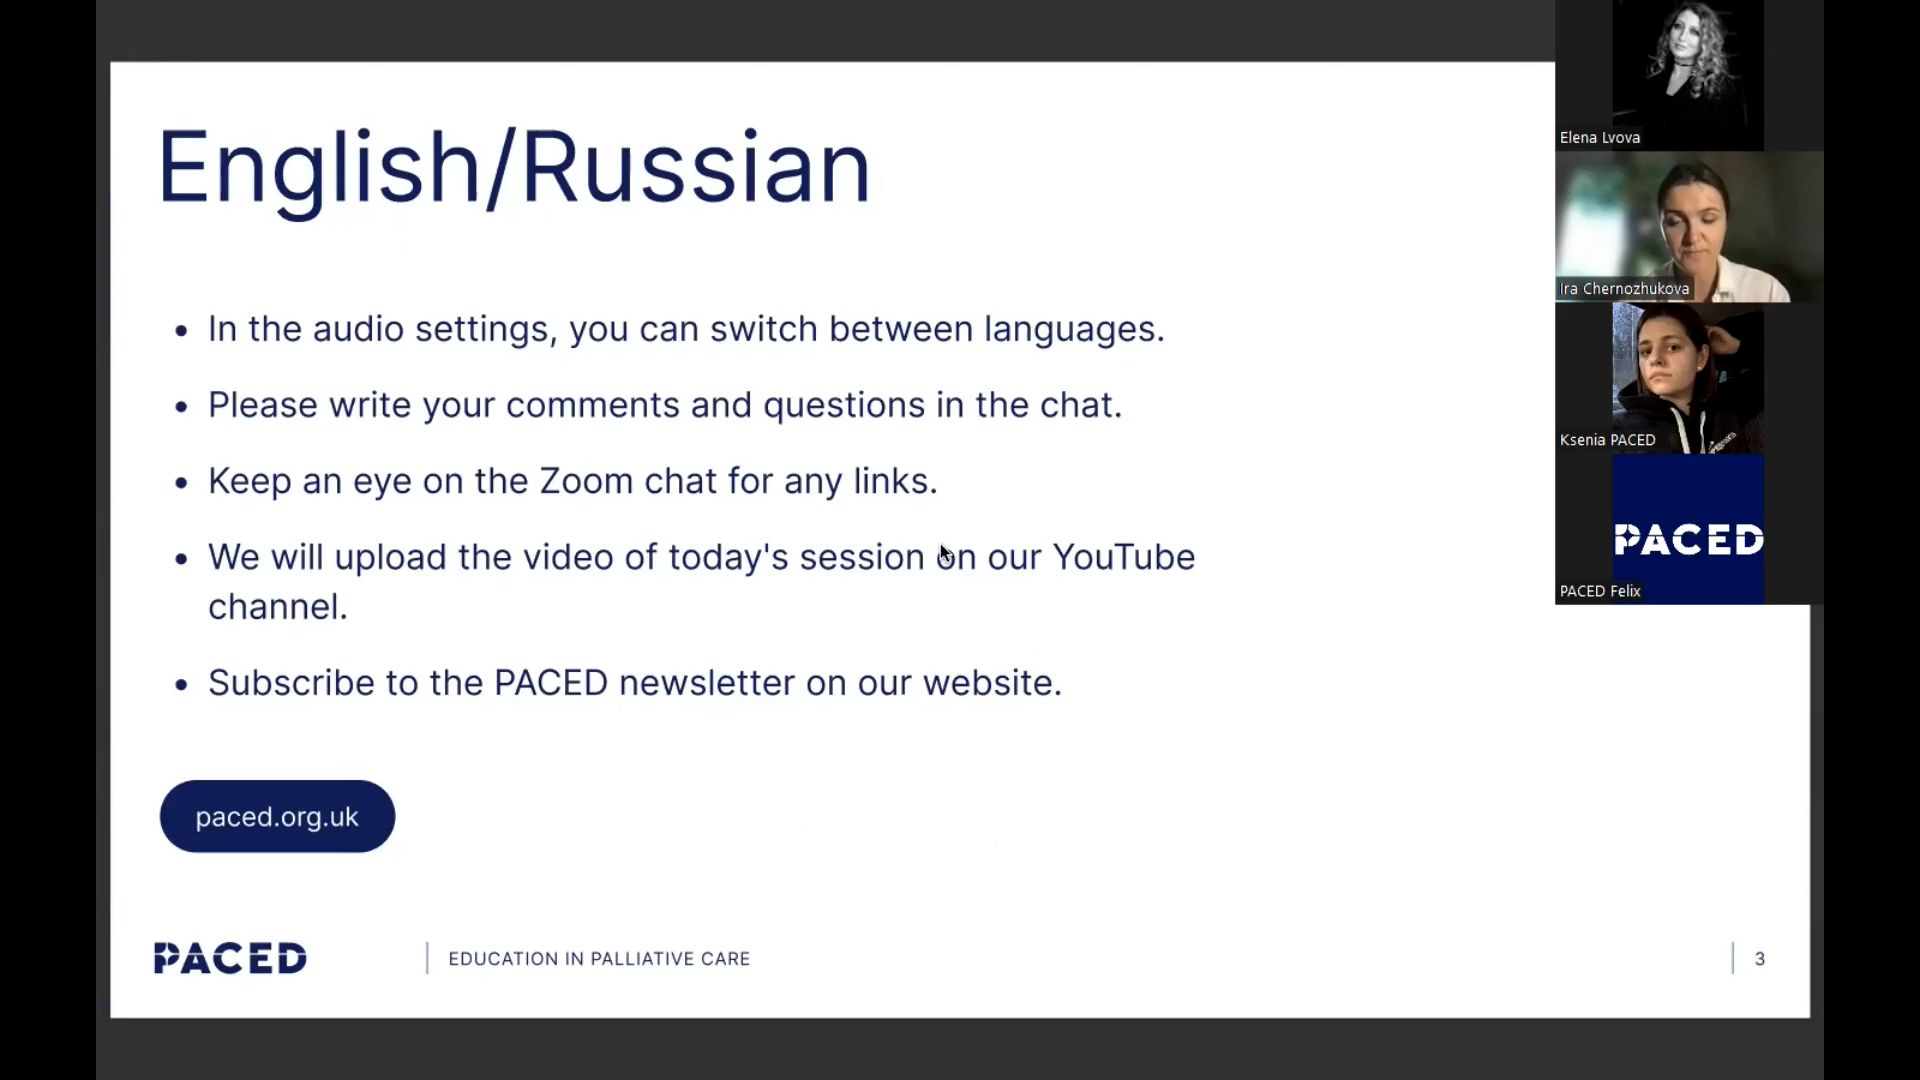 English/Russian
• In the audio settings, you can switch between languages.
• Please write your comments and questions in the chat.
• Keep an eye on the Zoom chat for any links.
• We will upload the video of today's session on our YouTube
channel.
• Subscribe to the PACED newsletter on our website.
paced.org.uk
PACED
EDUCATION IN PALLIATIVE CARE
3
Elena Lvova
Ira Chernozhukova
Ksenia PACED
PACED
PACED Felix